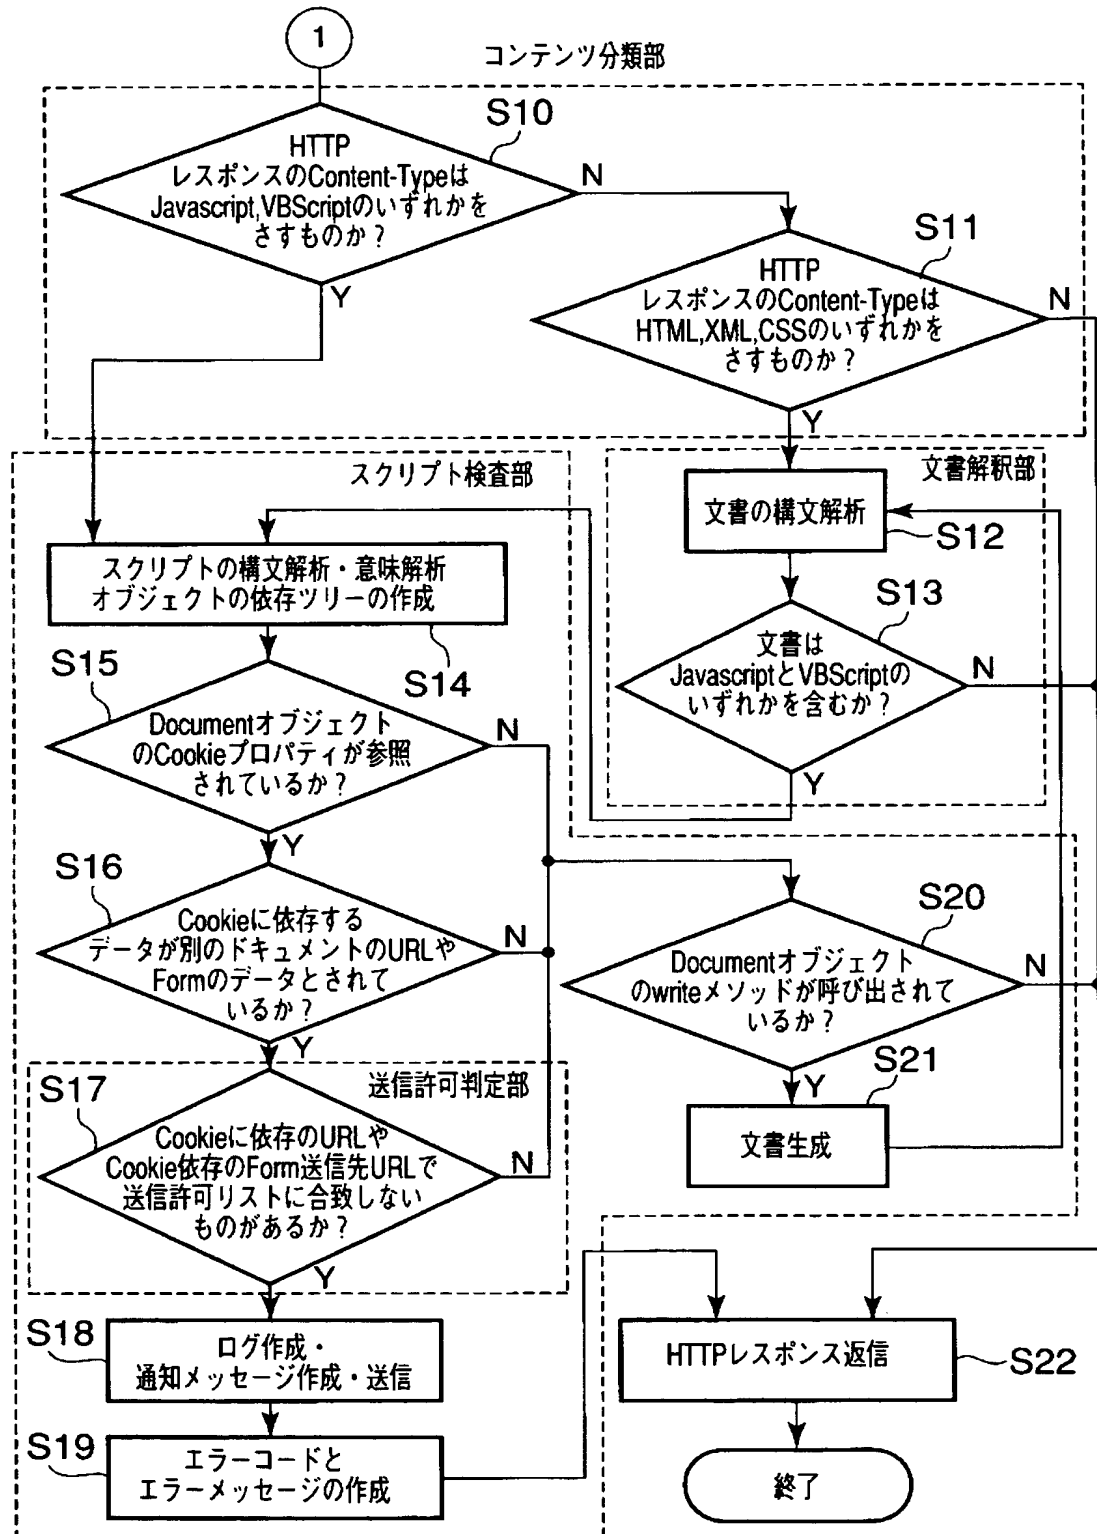 1
コンテンツ分類部
S10
HTTP
レスポンスのContent-Typeは
Javascript,VBScriptのいずれかを
さすものか？
N
Y
S11
HTTP
レスポンスのContent-Typeは
HTML,XML,CSSのいずれかを
さすものか？
N
Y
スクリプト検査部
文書解釈部
文書の構文解析
S12
スクリプトの構文解析・意味解析
オブジェクトの依存ツリーの作成
S14
S13
文書は
JavascriptとVBScriptの
いずれかを含むか？
N
Y
S15
Documentオブジェクト
のCookieプロパティが参照
されているか？
N
Y
S16
Cookieに依存する
データが別のドキュメントのURLや
Formのデータとされて
いるか？
N
Y
S20
Documentオブジェクト
のwriteメソッドが呼び出されて
いるか？
N
Y
S21
文書生成
送信許可判定部
S17
Cookieに依存のURLや
Cookie依存のForm送信先URLで
送信許可リストに合致しない
ものがあるか？
N
Y
S18
ログ作成・
通知メッセージ作成・送信
S19
エラーコードと
エラーメッセージの作成
HTTPレスポンス返信
S22
終了